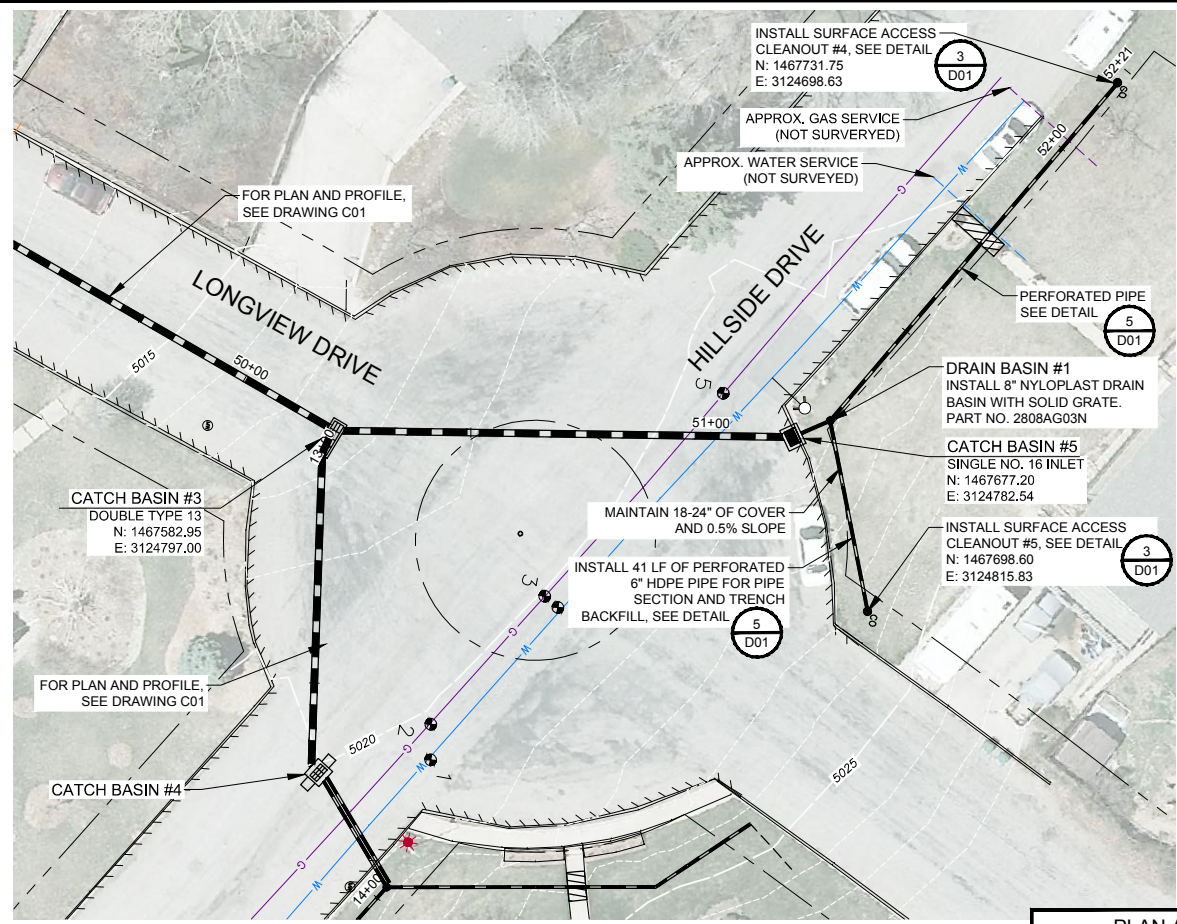 INSTALL SURFACE ACCESS
CLEANOUT #4, SEE DETAIL
N: 1467731.75
E: 3124698.63
3
D01
52+21
CO
APPROX. GAS SERVICE
(NOT SURVERYED)
52+00
APPROX. WATER SERVICE
(NOT SURVEYED)
G
W
FOR PLAN AND PROFILE,
SEE DRAWING C01
LONGVIEW DRIVE
HILLSIDE DRIVE
W
PERFORATED PIPE
SEE DETAIL
5
D01
5015
50+00
5
DRAIN BASIN #1
INSTALL 8" NYLOPLAST DRAIN
BASIN WITH SOLID GRATE.
PART NO. 2808AG03N
S
W
51+00
CATCH BASIN #5
SINGLE NO. 16 INLET
N: 1467677.20
E: 3124782.54
CATCH BASIN #3
DOUBLE TYPE 13
N: 1467582.95
E: 3124797.00
MAINTAIN 18-24" OF COVER
AND 0.5% SLOPE
INSTALL SURFACE ACCESS
CLEANOUT #5, SEE DETAIL
N: 1467698.60
E: 3124815.83
3
D01
INSTALL 41 LF OF PERFORATED
6" HDPE PIPE FOR PIPE
SECTION AND TRENCH
BACKFILL, SEE DETAIL
5
D01
3
CO
G
W
FOR PLAN AND PROFILE,
SEE DRAWING C01
2
5020
G
W
1
5025
CATCH BASIN #4
G
W
S
14+00